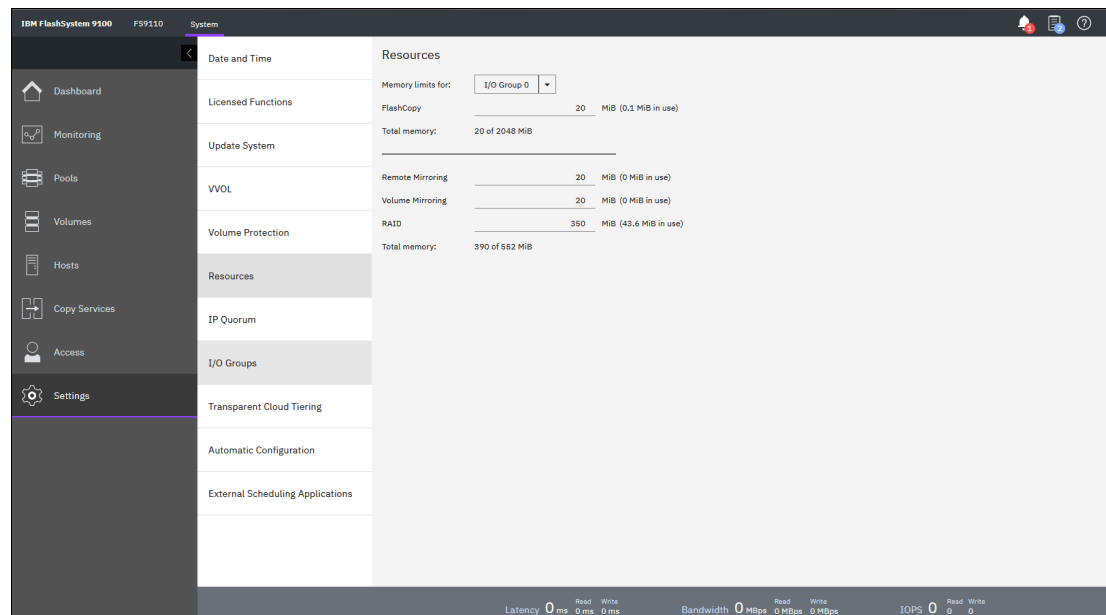 IBM FlashSystem 9100 FS9110 System
1 2 ?
Dashboard
Monitoring
Pools
Volumes
Hosts
Copy Services
Access
Settings
Date and Time
Licensed Functions
Update System
VVOL
Volume Protection
Resources
IP Quorum
I/O Groups
Transparent Cloud Tiering
Automatic Configuration
External Scheduling Applications
Resources
Memory limits for: I/O Group 0
FlashCopy 20 MiB (0.1 MiB in use)
Total memory: 20 of 2048 MiB
Remote Mirroring 20 MiB (0 MiB in use)
Volume Mirroring 20 MiB (0 MiB in use)
RAID 350 MiB (43.6 MiB in use)
Total memory: 390 of 552 MiB
Read Write Read Write Read Write
Latency 0 ms 0 ms 0 ms Bandwidth 0 MBps 0 MBps 0 MBps IOPS 0 0 0